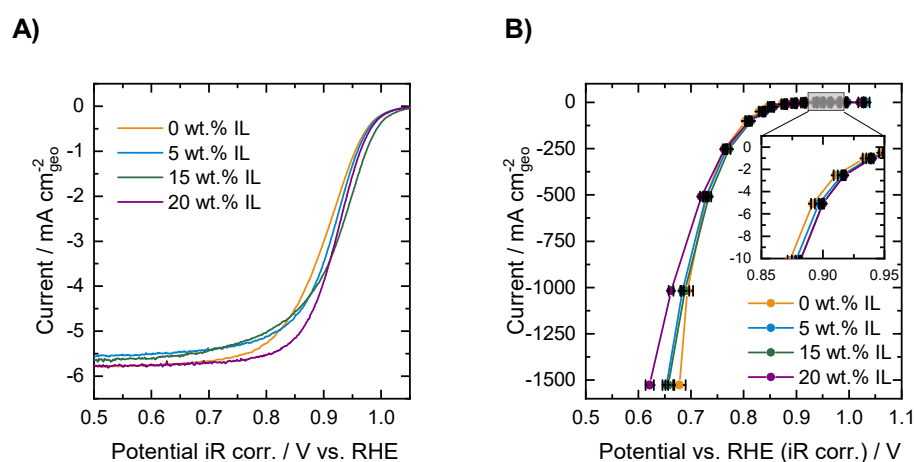 A)
B)
0
-1
-2
-3
-4
-5
-6
Current / mA cm⁻²geo
0 wt.% IL
5 wt.% IL
15 wt.% IL
20 wt.% IL
0.5 0.6 0.7 0.8 0.9 1.0
Potential iR corr. / V vs. RHE
0
-250
-500
-750
-1000
-1250
-1500
Current / mA cm⁻²geo
0
-2
-4
-6
-8
-10
0.85 0.90 0.95
0 wt.% IL
5 wt.% IL
15 wt.% IL
20 wt.% IL
0.5 0.6 0.7 0.8 0.9 1.0 1.1
Potential vs. RHE (iR corr.) / V